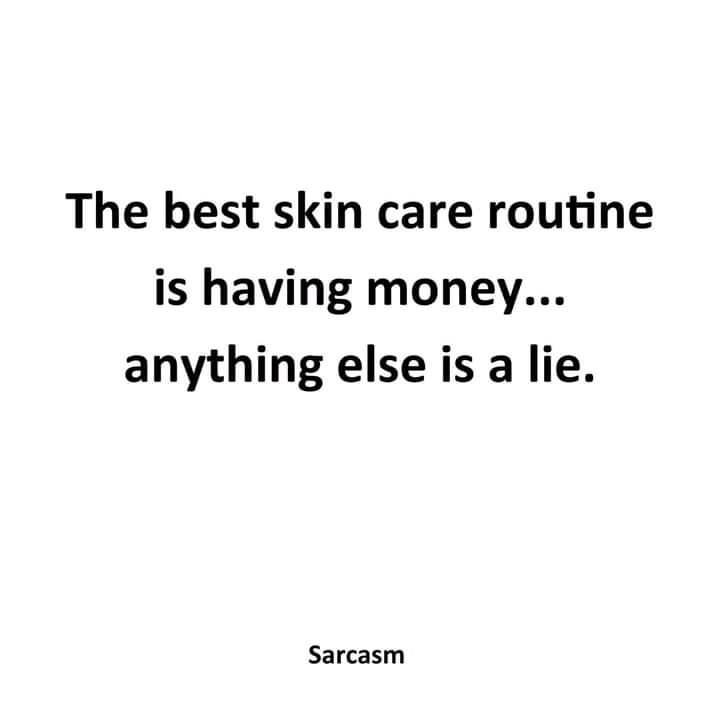 The best skin care routine
is having money...
anything else is a lie.
Sarcasm